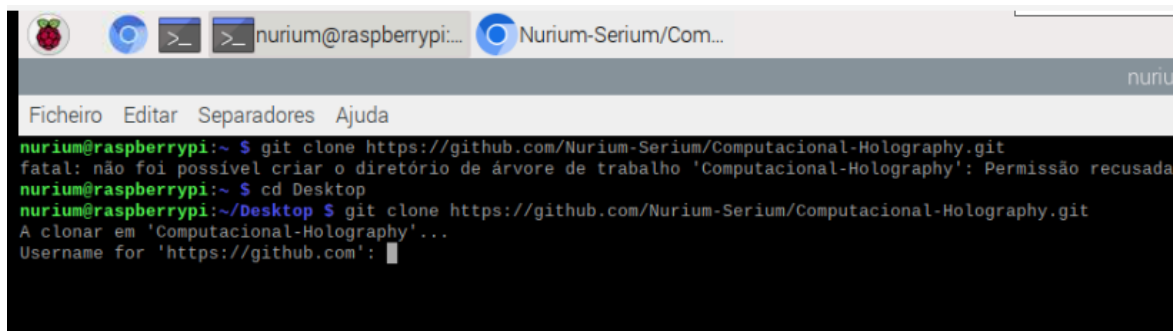 nurium@raspberrypi:... Nurium-Serium/Com...
nuriu
Ficheiro Editar Separadores Ajuda
nurium@raspberrypi:~ $ git clone https://github.com/Nurium-Serium/Computacional-Holography.git
fatal: não foi possível criar o diretório de árvore de trabalho 'Computacional-Holography': Permissão recusada
nurium@raspberrypi:~ $ cd Desktop
nurium@raspberrypi:~/Desktop $ git clone https://github.com/Nurium-Serium/Computacional-Holography.git
A clonar em 'Computacional-Holography'...
Username for 'https://github.com':